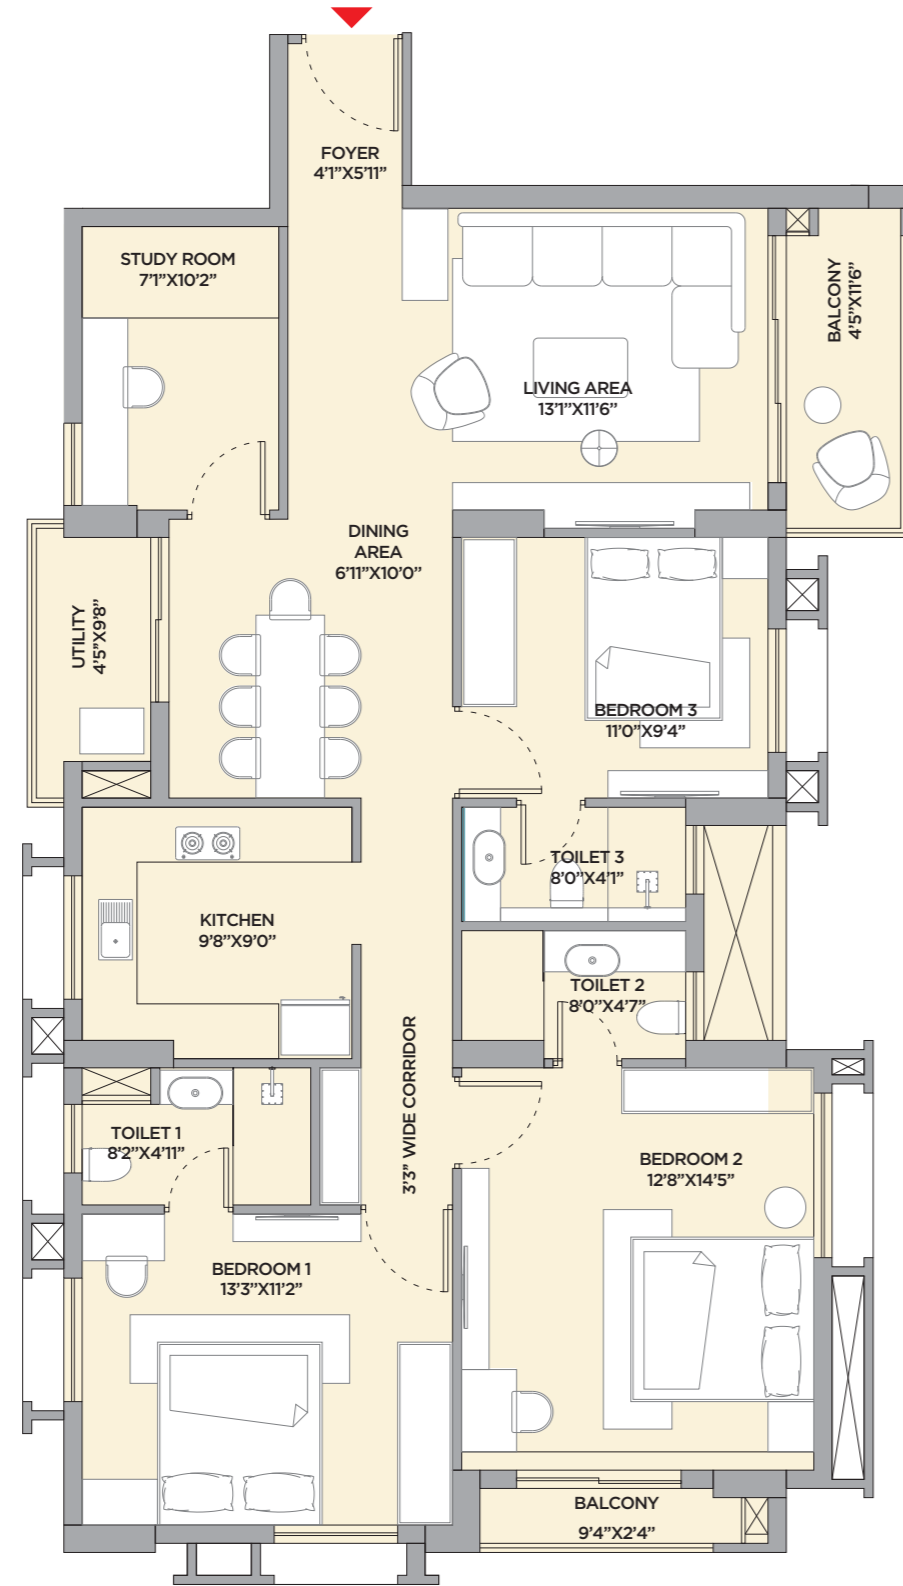 FOYER
4'1”X5'11”
STUDY ROOM
7'1”X10'2”
BALCONY
4'5”X11'6”
LIVING AREA
13'1”X11'6”
DINING
AREA
6'11”X10'0”
UTILITY
4'5”X9'8”
BEDROOM 3
11'0”X9'4”
TOILET 3
8'0”X4'1”
KITCHEN
9'8”X9'0”
TOILET 2
8'0”X4'7”
3'3” WIDE CORRIDOR
TOILET 1
8'2”X4'11”
BEDROOM 2
12'8”X14'5”
BEDROOM 1
13'3”X11'2”
BALCONY
9'4”X2'4”